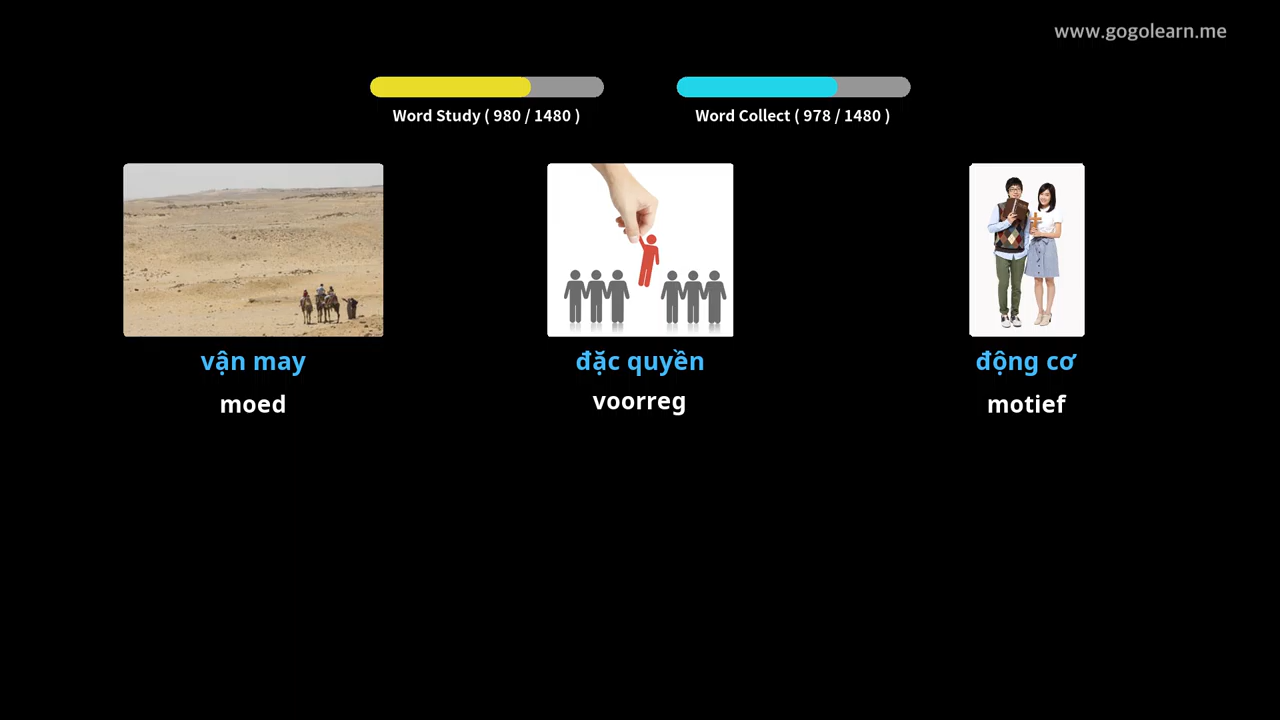 www.gogolearn.me
Word Study ( 980 / 1480 )
Word Collect ( 978 / 1480 )
vận may
moed
đặc quyền
voorreg
động cơ
motief